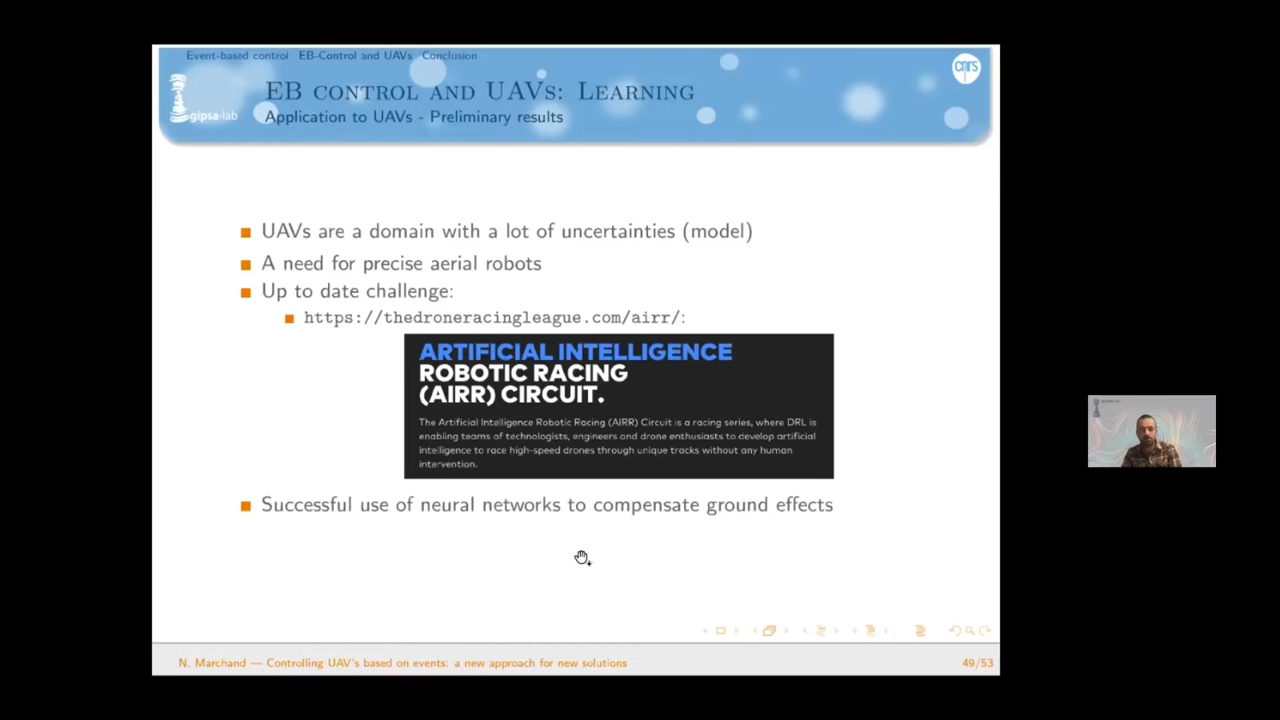 Event-based control EB-Control and UAVs Conclusion
cnrs
EB control and UAVs: Learning
gipsa-lab
Application to UAVs - Preliminary results
UAVs are a domain with a lot of uncertainties (model)
A need for precise aerial robots
Up to date challenge:
https://thedroneracingleague.com/airr/:
ARTIFICIAL INTELLIGENCE
ROBOTIC RACING
(AIRR) CIRCUIT.
The Artificial Intelligence Robotic Racing (AIRR) Circuit is a racing series, where DRL is
enabling teams of technologists, engineers and drone enthusiasts to develop artificial
intelligence to race high-speed drones through unique tracks without any human
intervention.
Successful use of neural networks to compensate ground effects
N. Marchand — Controlling UAV's based on events: a new approach for new solutions
49/53
gipsa-lab